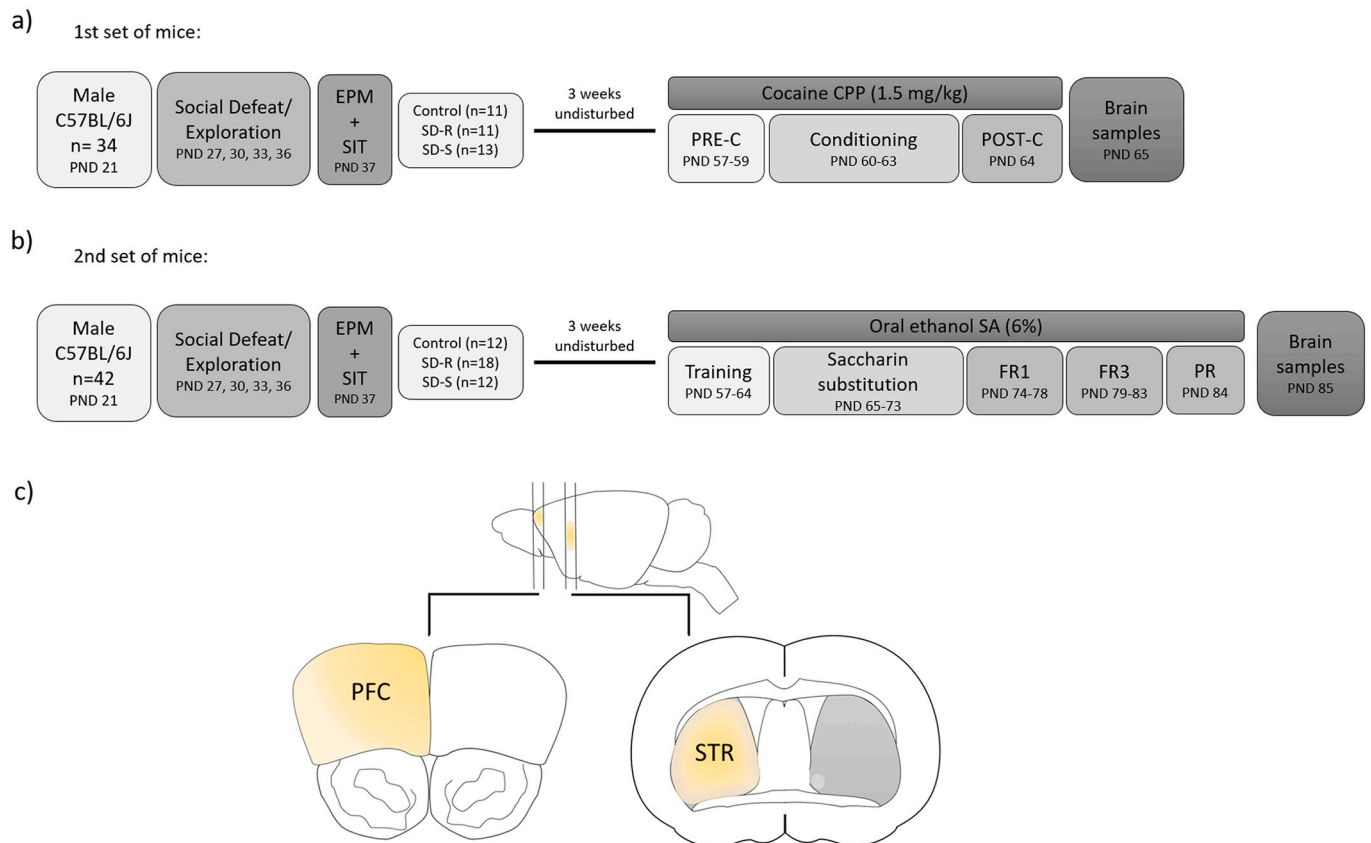 a)
1st set of mice:
Male
C57BL/6J
n= 34
PND 21
Social Defeat/
Exploration
PND 27, 30, 33, 36
EPM
+
SIT
PND 37
Control (n=11)
SD-R (n=11)
SD-S (n=13)
3 weeks
undisturbed
Cocaine CPP (1.5 mg/kg)
PRE-C
PND 57-59
Conditioning
PND 60-63
POST-C
PND 64
Brain
samples
PND 65
b)
2nd set of mice:
Male
C57BL/6J
n=42
PND 21
Social Defeat/
Exploration
PND 27, 30, 33, 36
EPM
+
SIT
PND 37
Control (n=12)
SD-R (n=18)
SD-S (n=12)
3 weeks
undisturbed
Oral ethanol SA (6%)
Training
PND 57-64
Saccharin
substitution
PND 65-73
FR1
PND 74-78
FR3
PND 79-83
PR
PND 84
Brain
samples
PND 85
c)
PFC
STR